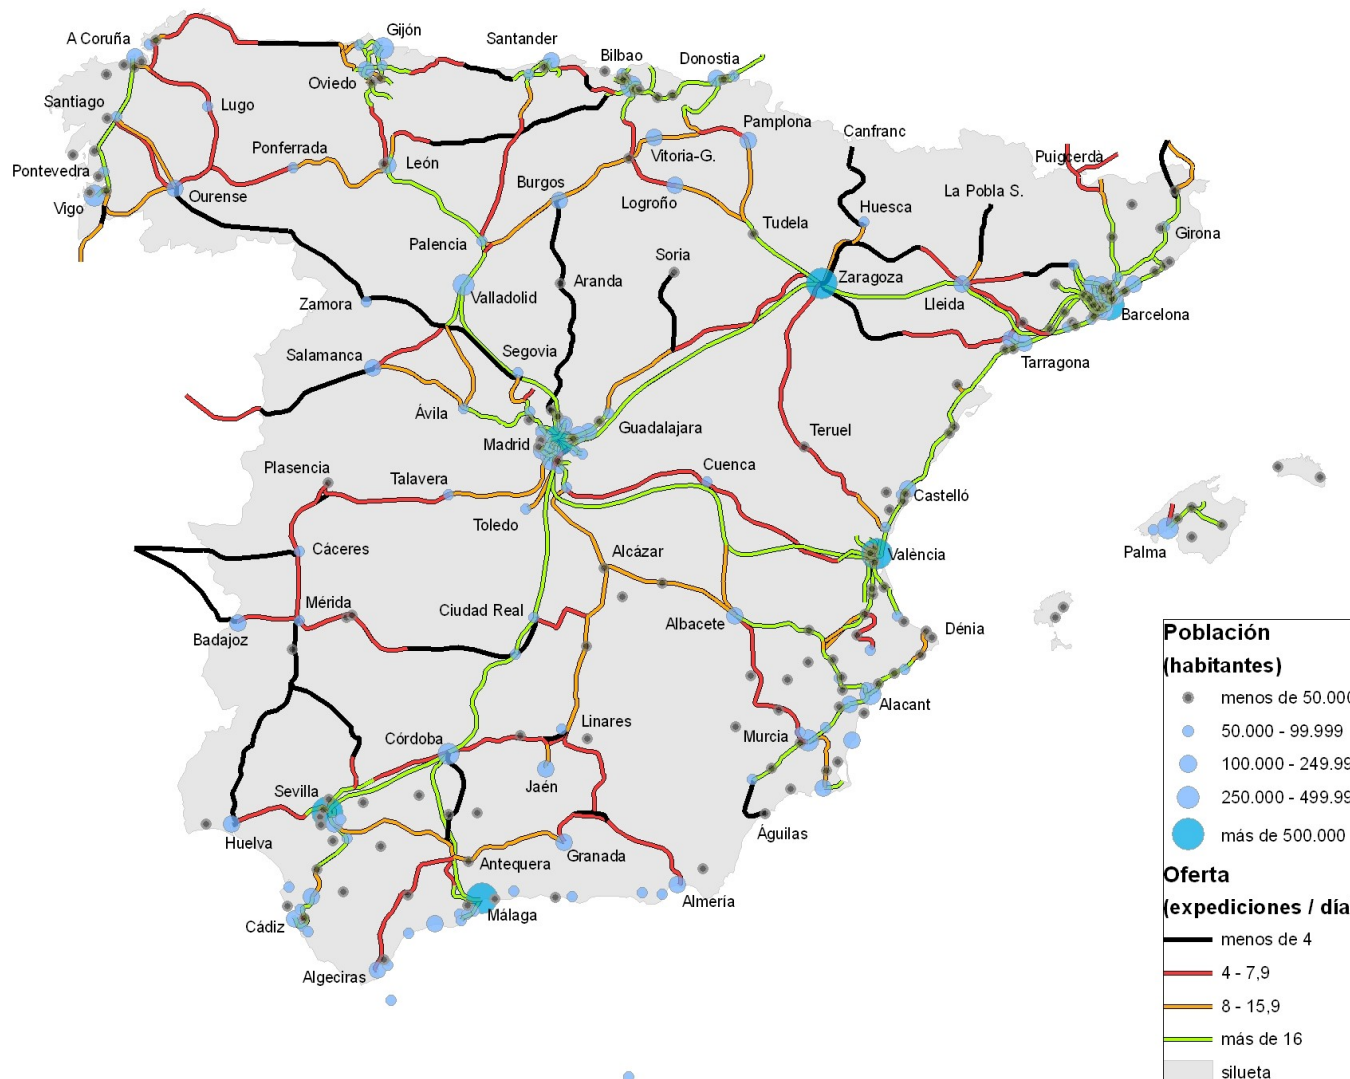 A Coruña
Gijón
Santander
Bilbao
Donostia
Oviedo
Santiago
Lugo
Pamplona
Canfranc
Ponferrada
León
Vitoria-G.
Puigcerdà
Pontevedra
Ourense
Burgos
Logroño
La Pobla S.
Vigo
Huesca
Palencia
Tudela
Girona
Soria
Zaragoza
Valladolid
Aranda
Lleida
Zamora
Barcelona
Salamanca
Segovia
Tarragona
Ávila
Madrid
Guadalajara
Teruel
Plasencia
Talavera
Cuenca
Castelló
Toledo
Cáceres
Alcázar
València
Palma
Mérida
Ciudad Real
Badajoz
Albacete
Dénia
Alacant
Linares
Córdoba
Murcia
Jaén
Sevilla
Huelva
Águilas
Antequera
Granada
Almería
Málaga
Cádiz
Algeciras
Población
(habitantes)
menos de 50.000
50.000 - 99.999
100.000 - 249.99
250.000 - 499.99
más de 500.000
Oferta
(expediciones / día
menos de 4
4 - 7,9
8 - 15,9
más de 16
silueta